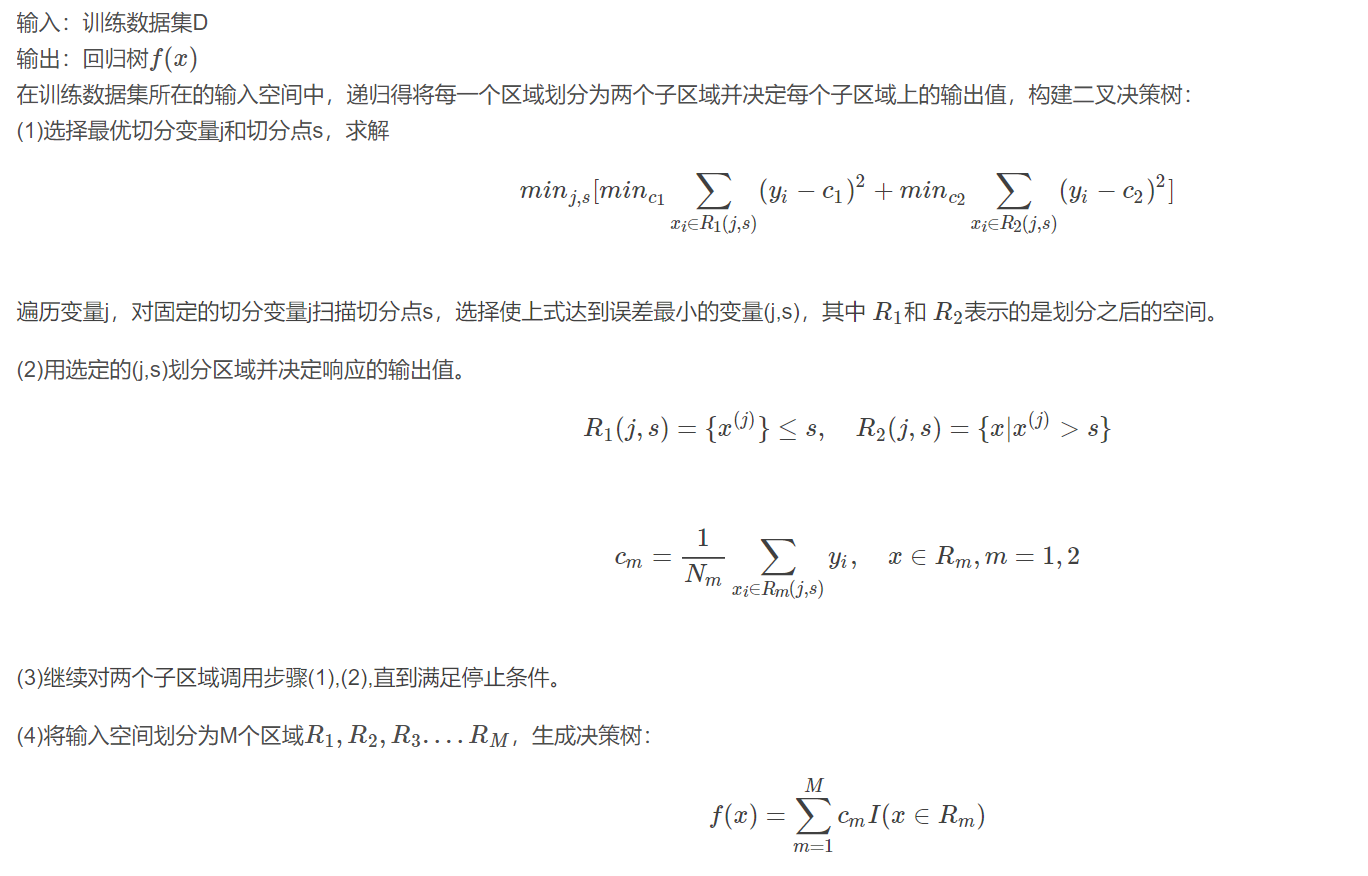 输入：训练数据集D
输出：回归树f(x)
在训练数据集所在的输入空间中，递归得将每一个区域划分为两个子区域并决定每个子区域上的输出值，构建二叉决策树：
(1)选择最优切分变量j和切分点s，求解
$min_{j,s}[min_{c_1} \sum_{x_i \in R_1(j,s)} (y_i - c_1)^2 + min_{c_2} \sum_{x_i \in R_2(j,s)} (y_i - c_2)^2]$
遍历变量j，对固定的切分变量j扫描切分点s，选择使上式达到误差最小的变量(j,s)，其中 $R_1$和 $R_2$表示的是划分之后的空间。
(2)用选定的(j,s)划分区域并决定响应的输出值。
$R_1(j,s) = \{x^{(j)}\} \leq s, \quad R_2(j,s) = \{x|x^{(j)} > s\}$
$c_m = \frac{1}{N_m} \sum_{x_i \in R_m(j,s)} y_i, \quad x \in R_m, m = 1,2$
(3)继续对两个子区域调用步骤(1),(2),直到满足停止条件。
(4)将输入空间划分为M个区域$R_1, R_2, R_3 .... R_M$，生成决策树：
$f(x) = \sum_{m=1}^{M} c_m I(x \in R_m)$